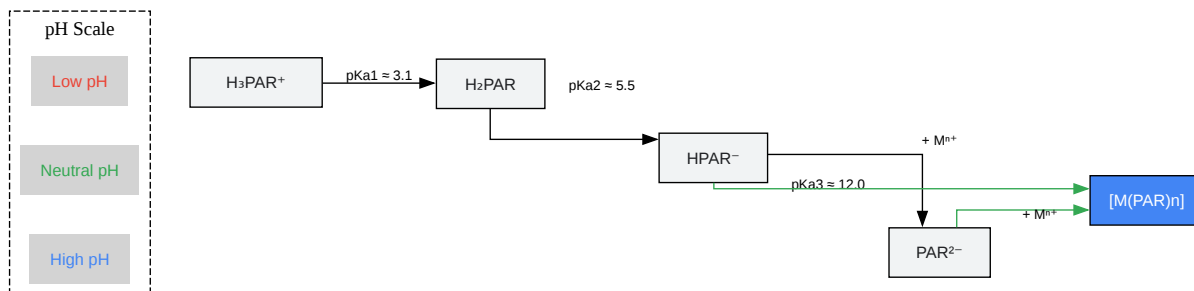 pH Scale
Low pH
Neutral pH
High pH
H₃PAR⁺
pKa1 ≈ 3.1
H₂PAR
pKa2 ≈ 5.5
HPAR⁻
+ Mⁿ⁺
pKa3 ≈ 12.0
[M(PAR)n]
+ Mⁿ⁺
PAR²⁻